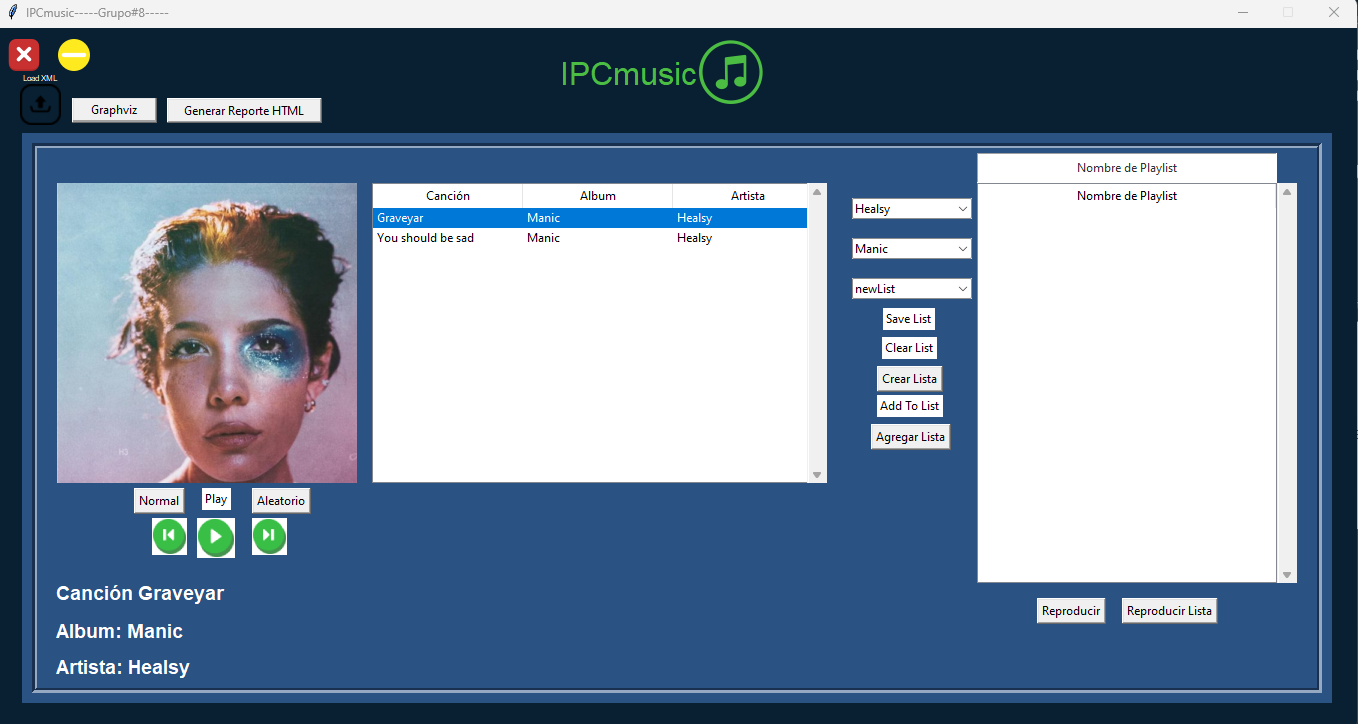 IPCmusic-----Grupo#8-----
IPCmusic
Load XML
Graphviz
Generar Reporte HTML
Nombre de Playlist
Canción Album Artista
Graveyar Manic Healsy
You should be sad Manic Healsy
Healsy
Manic
newList
Save List
Clear List
Crear Lista
Add To List
Agregar Lista
Nombre de Playlist
Normal
Play
Aleatorio
Canción Graveyar
Album: Manic
Artista: Healsy
Reproducir
Reproducir Lista